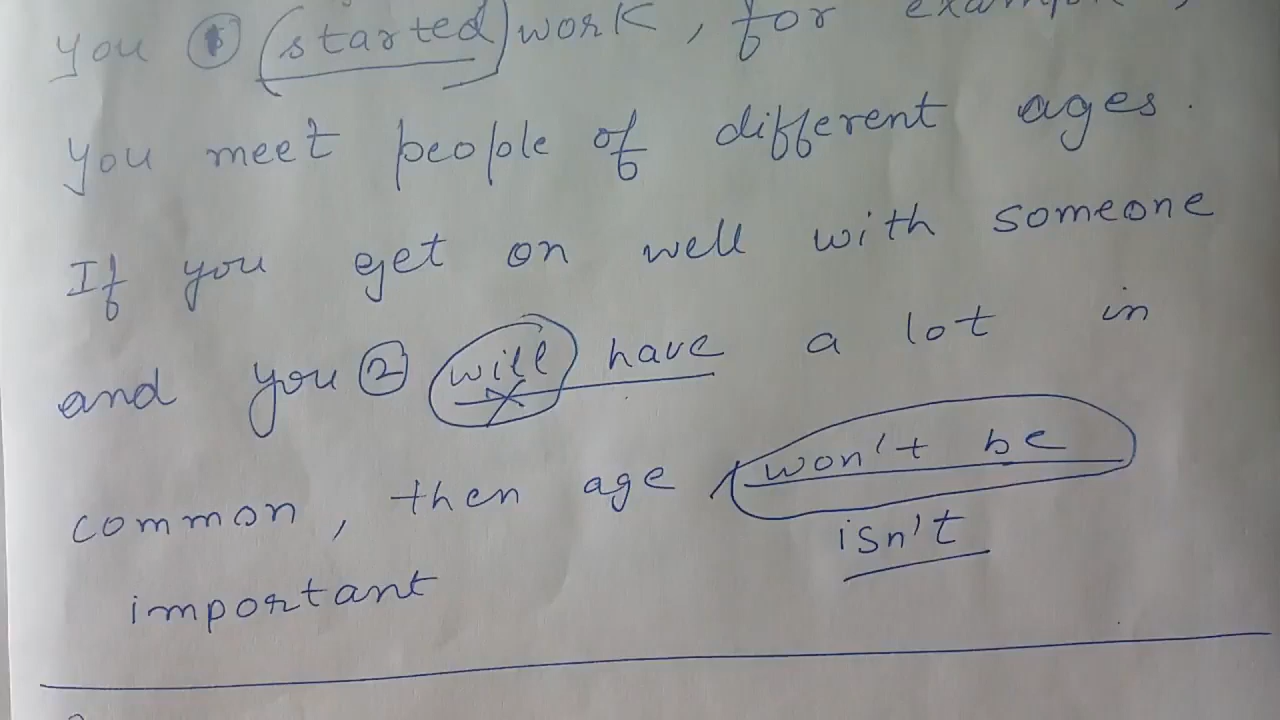 you ① (started) work, for example,
you meet people of different ages.
If you get on well with someone
and you ② will have a lot in
common, then age won't be
isn't
important